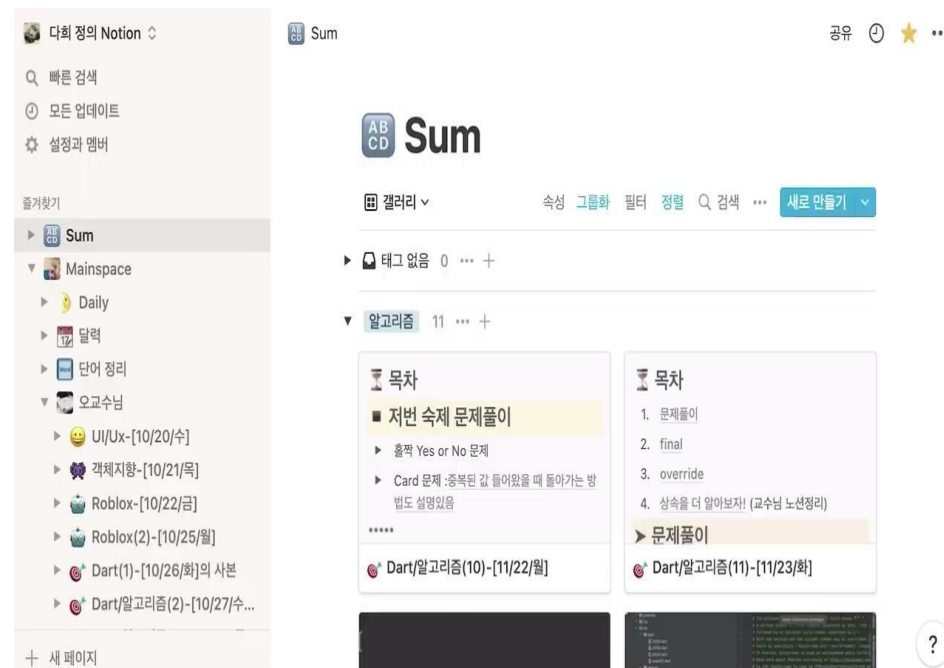 다희 정의 Notion
빠른 검색
모든 업데이트
설정과 멤버
즐겨찾기
Sum
Mainspace
Daily
달력
단어 정리
오교수님
UI/Ux-[10/20/수]
객체지향-[10/21/목]
Roblox-[10/22/금]
Roblox(2)-[10/25/월]
Dart(1)-[10/26/화]의 사본
Dart/알고리즘(2)-[10/27/수...
새 페이지
Sum
공유
Sum
갤러리
속성 그룹화 필터 정렬 검색 ••• 새로 만들기
태그 없음 0 •••
알고리즘 11 •••
목차
저번 숙제 문제풀이
홀짝 Yes or No 문제
Card 문제 :중복된 값 들어왔을 때 돌아가는 방
법도 설명있음
*****
Dart/알고리즘(10)-[11/22/월]
목차
1. 문제풀이
2. final
3. override
4. 상속을 더 알아보자! (교수님 노션정리)
➤ 문제풀이
Dart/알고리즘(11)-[11/23/화]
?